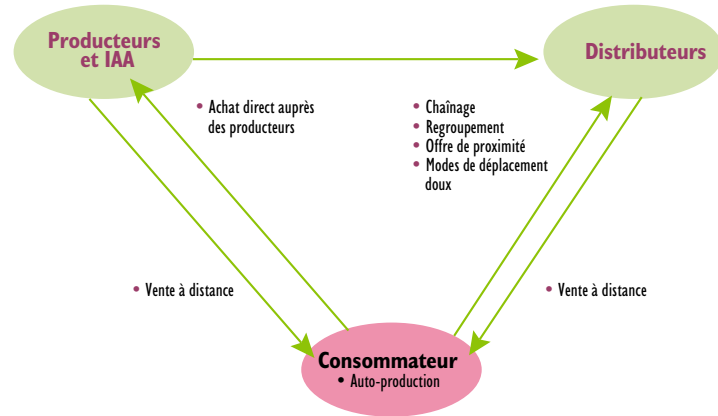 Producteurs
et IAA
Distributeurs
• Achat direct auprès
des producteurs
• Chaînage
• Regroupement
• Offre de proximité
• Modes de déplacement
doux
• Vente à distance
• Vente à distance
Consommateur
• Auto-production